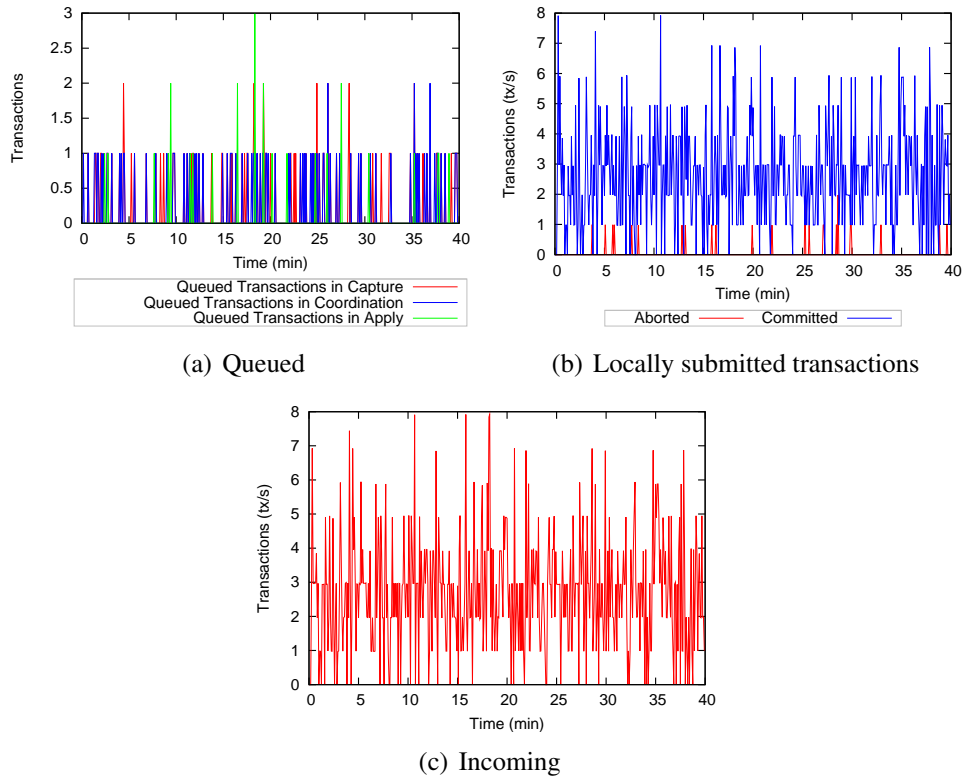 3
2.5
2
1.5
1
0.5
0
Transactions
0 5 10 15 20 25 30 35 40
Time (min)
Queued Transactions in Capture
Queued Transactions in Coordination
Queued Transactions in Apply
(a) Queued
8
7
6
5
4
3
2
1
0
Transactions (tx/s)
0 5 10 15 20 25 30 35 40
Time (min)
Aborted Committed
(b) Locally submitted transactions
8
7
6
5
4
3
2
1
0
Transactions (tx/s)
0 5 10 15 20 25 30 35 40
Time (min)
(c) Incoming